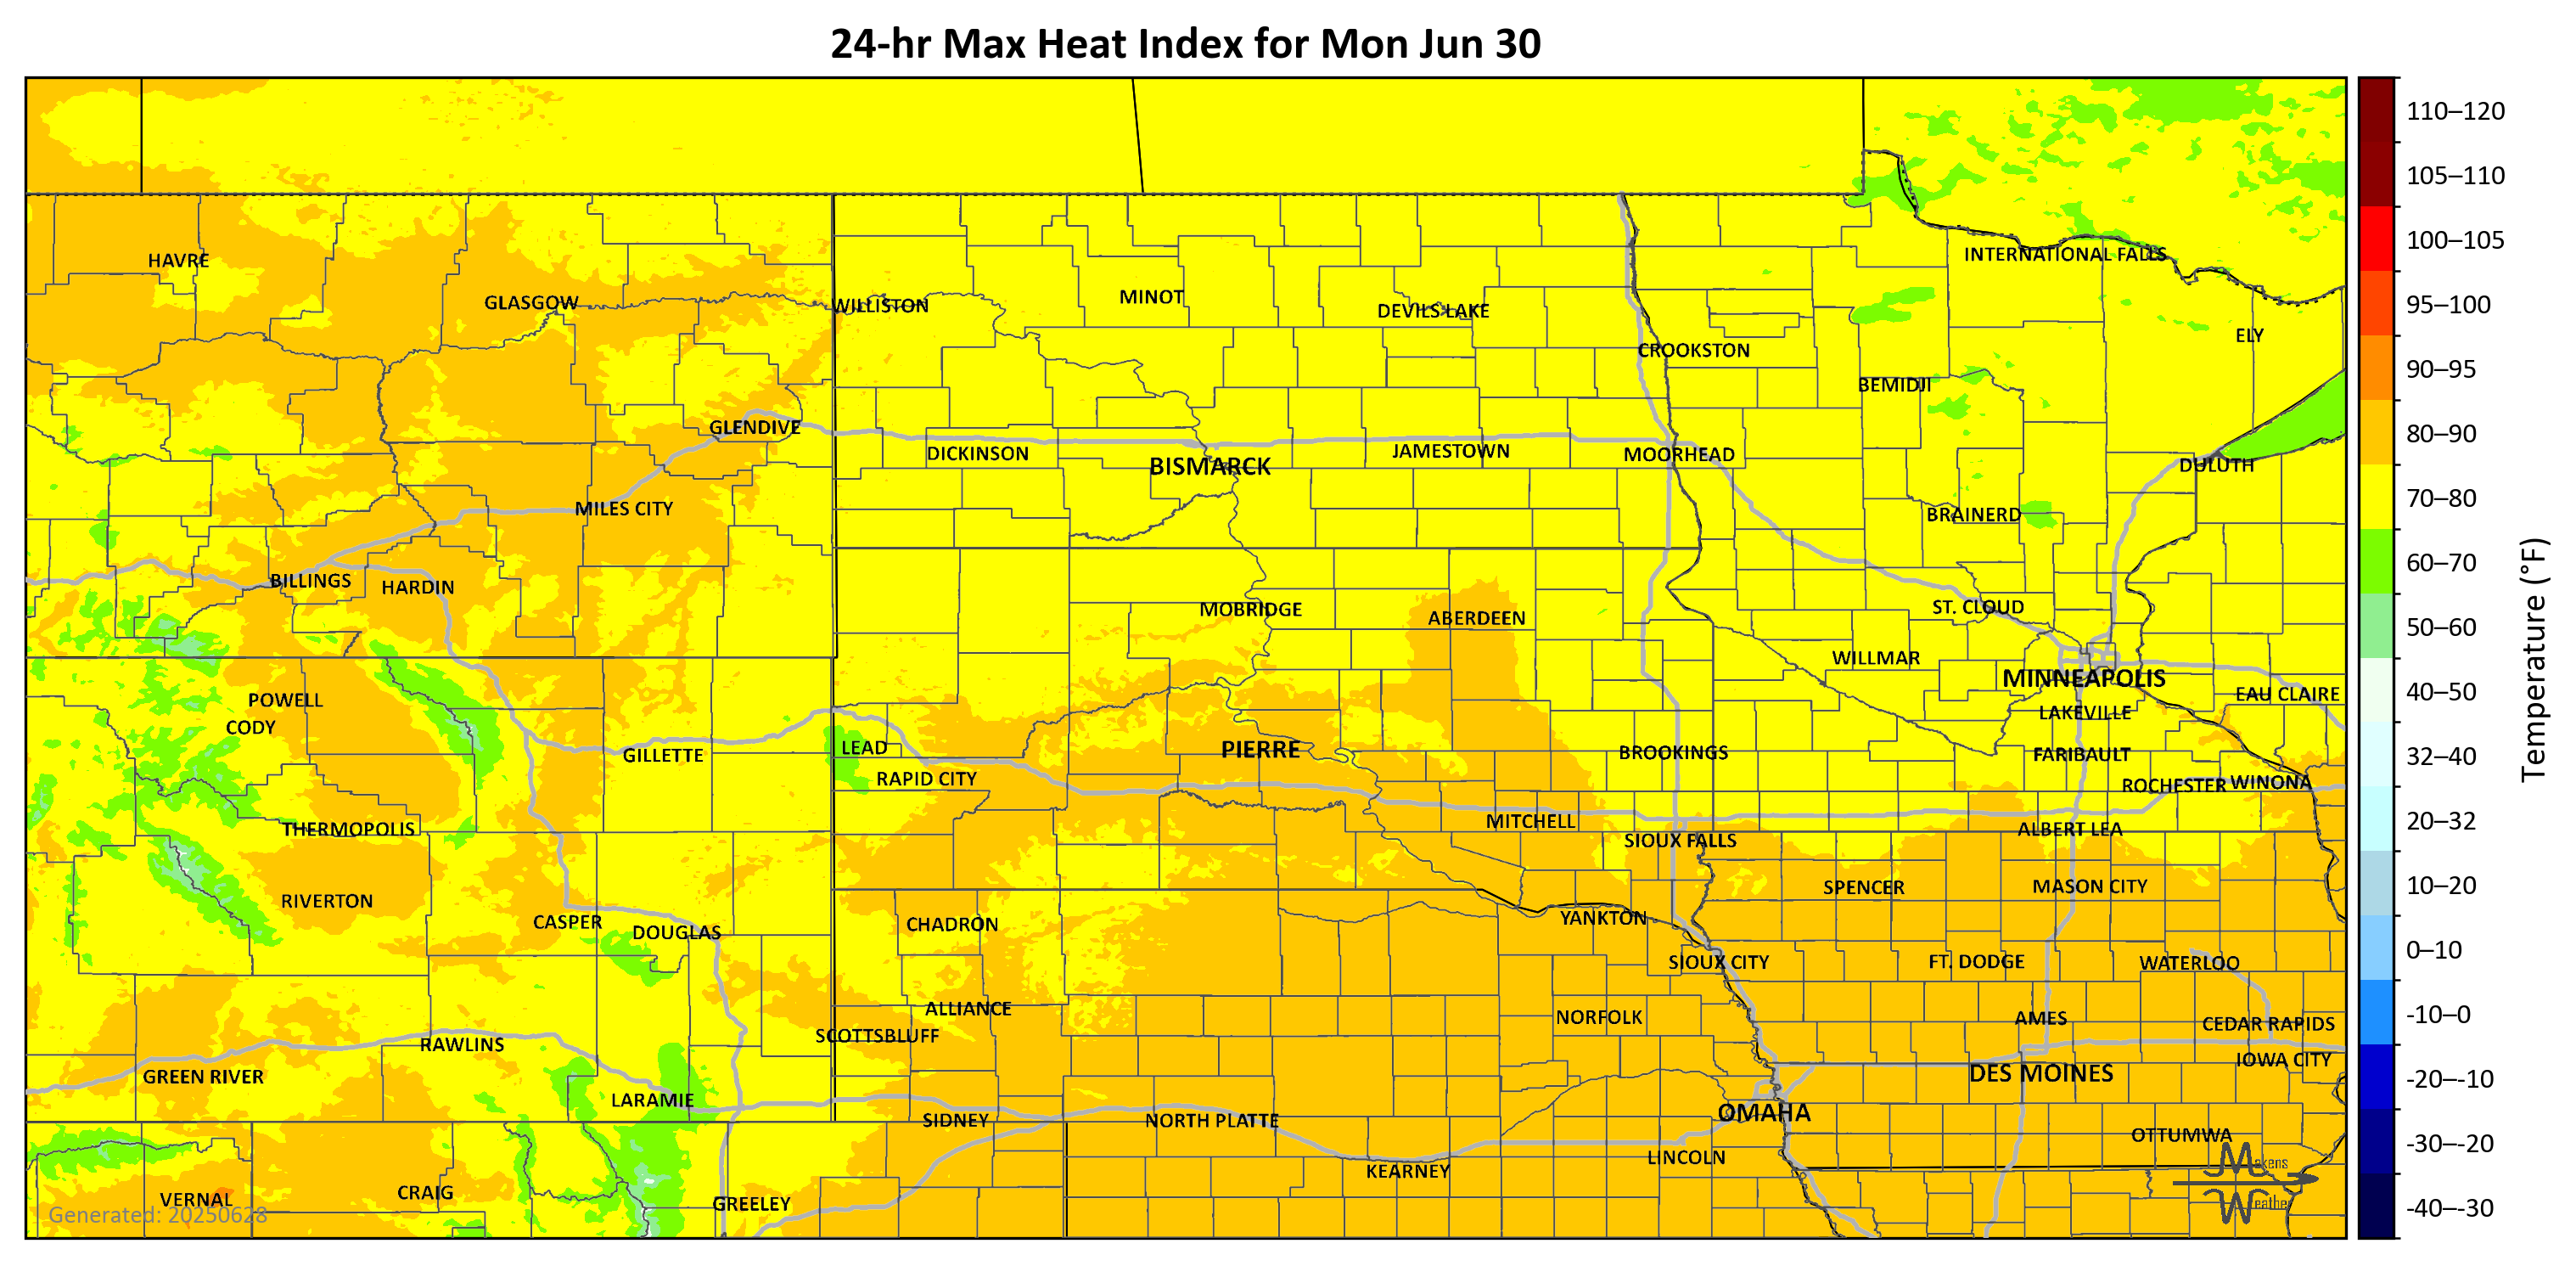 24-hr Max Heat Index for Mon Jun 30
110–120
105–110
HAVRE
INTERNATIONAL FALLS
100–105
GLASGOW
WILLISTON
MINOT
DEVILS LAKE
95–100
ELY
CROOKSTON
BEMIDJI
90–95
GLENDIVE
80–90
DICKINSON
BISMARCK
JAMESTOWN
MOORHEAD
DULUTH
MILES CITY
BRAINERD
70–80
BILLINGS
HARDIN
60–70
MOBRIDGE
ABERDEEN
ST. CLOUD
50–60
Temperature (°F)
WILLMAR
MINNEAPOLIS
POWELL
EAU CLAIRE
40–50
CODY
LAKEVILLE
GILLETTE
LEAD
PIERRE
BROOKINGS
FARIBAULT
32–40
RAPID CITY
ROCHESTER
WINONA
THERMOPOLIS
MITCHELL
SIOUX FALLS
ALBERT LEA
20–32
RIVERTON
SPENCER
MASON CITY
10–20
CASPER
DOUGLAS
CHADRON
YANKTON
SIOUX CITY
FT. DODGE
WATERLOO
0–10
ALLIANCE
NORFOLK
AMES
CEDAR RAPIDS
-10–0
SCOTTSBLUFF
RAWLINS
IOWA CITY
GREEN RIVER
DES MOINES
-20–-10
LARAMIE
SIDNEY
NORTH PLATTE
OMAHA
OTTUMWA
-30–-20
KEARNEY
LINCOLN
Makens
VERNAL
CRAIG
GREELEY
Weather
-40–-30
Generated: 20250628